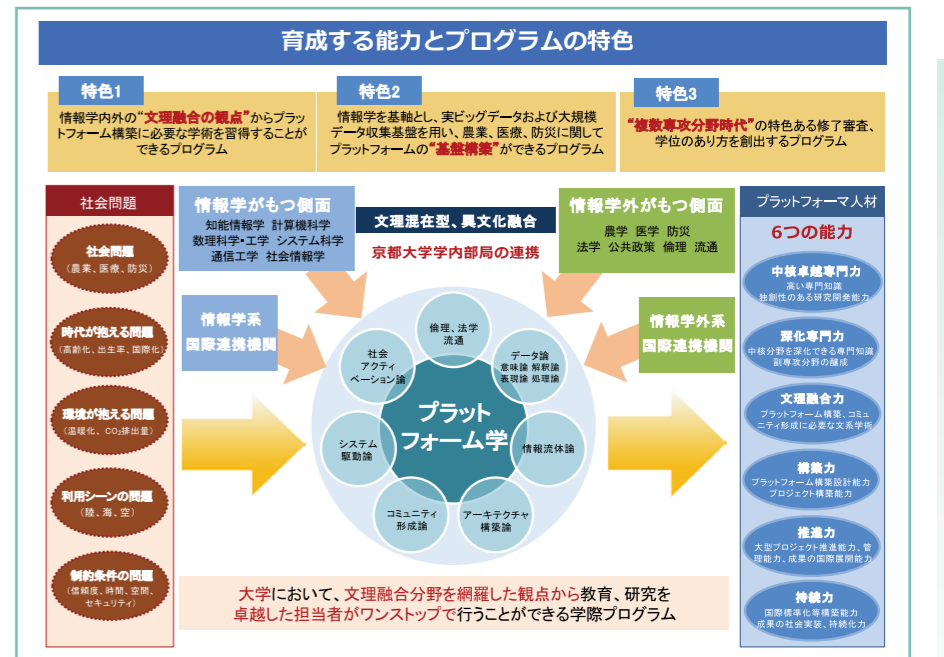 育成する能力とプログラムの特色
特色1
情報学内外の“文理融合の観点”からプラッ
トフォーム構築に必要な学術を習得することが
できるプログラム
特色2
情報学を基軸とし、実ビッグデータおよび大規模
データ収集基盤を用い、農業、医療、防災に関して
プラットフォームの“基盤構築”ができるプログラム
特色3
“複数専攻分野時代”の特色ある修了審査、
学位のあり方を創出するプログラム
社会問題
社会問題
（農業、医療、防災）
時代が抱える問題
（高齢化、出生率、国際化）
環境が抱える問題
（温暖化、CO₂排出量）
利用シーンの問題
（陸、海、空）
制約条件の問題
（信頼度、時間、空間、
セキュリティ）
情報学がもつ側面
知能情報学 計算機科学
数理科学・工学 システム科学
通信工学 社会情報学
文理混在型、異文化融合
京都大学学内部局の連携
情報学外がもつ側面
農学 医学 防災
法学 公共政策 倫理 流通
情報学系
国際連携機関
情報学外系
国際連携機関
倫理、法学
流通
社会
アクティ
ベーション論
データ論
意味論 解釈論
表現論 処理論
プラット
フォーム学
システム
駆動論
情報流体論
コミュニティ
形成論
アーキテクチャ
構築論
大学において、文理融合分野を網羅した観点から教育、研究を
卓越した担当者がワンストップで行うことができる学際プログラム
プラットフォーマ人材
6つの能力
中核卓越専門力
高い専門知識
独創性のある研究開発能力
深化専門力
中核分野を深化できる専門知識
副専攻分野の醸成
文理融合力
プラットフォーム構築、コミュ
ニティ形成に必要な文系学術
構築力
プラットフォーム構築設計能力
プロジェクト構築能力
推進力
大型プロジェクト推進能力、管
理能力、成果の国際展開能力
持続力
国際標準化等構築能力
成果の社会実装、持続化力